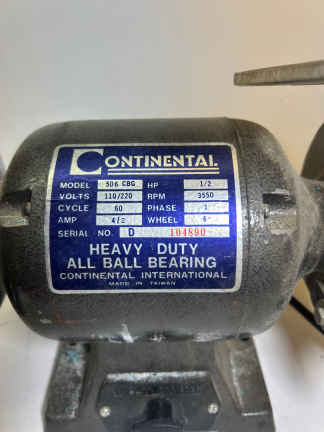 CONTINENTAL
MODEL 506 CBG HP 1/2
VOLTS 110/220 RPM 3550
CYCLE 60 PHASE 1
AMP 4/2 WHEEL 6"
SERIAL NO. D 104890
HEAVY DUTY
ALL BALL BEARING
CONTINENTAL INTERNATIONAL
MADE IN TAIWAN